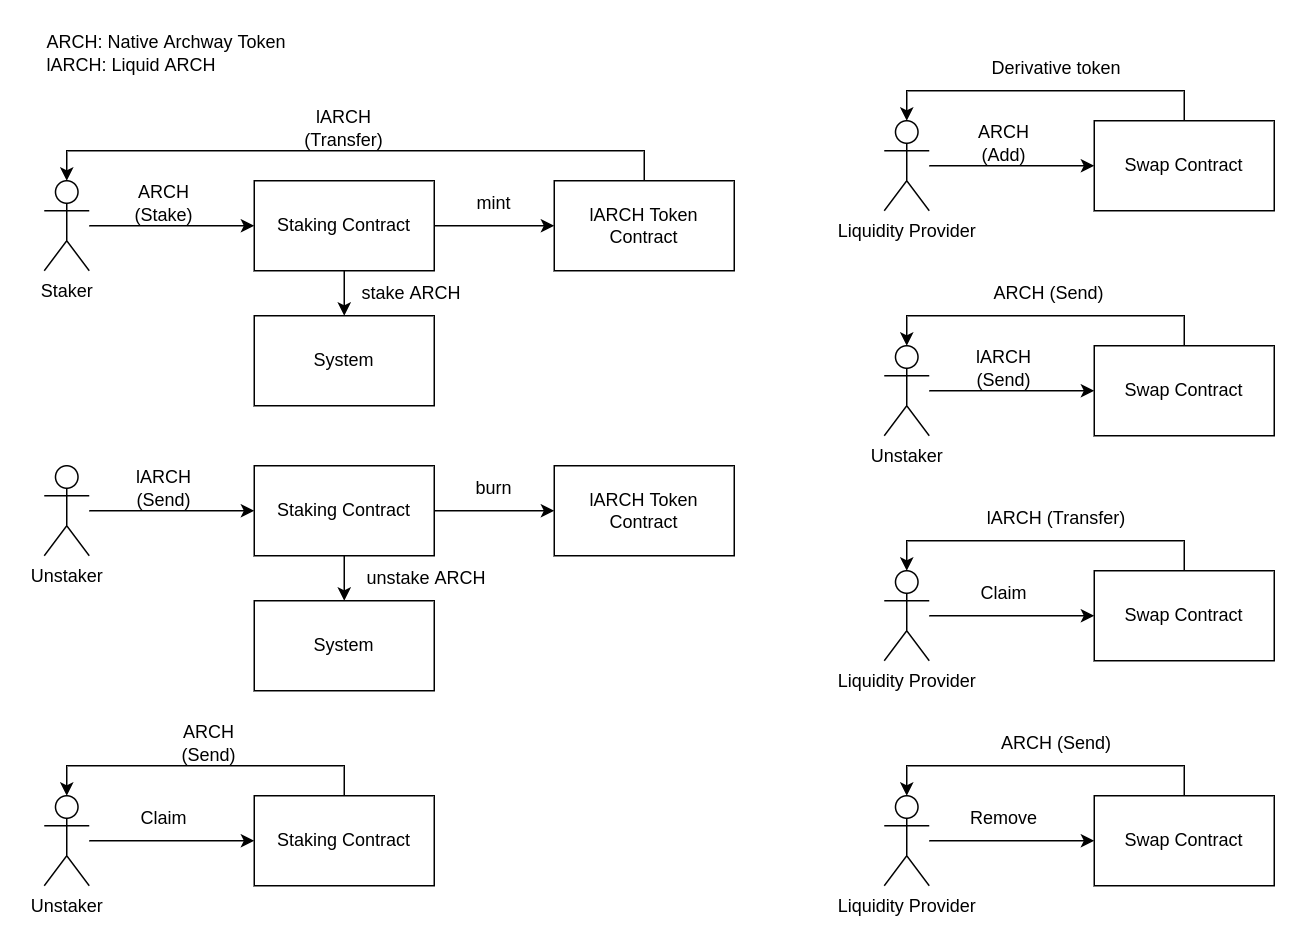 ARCH: Native Archway Token
lARCH: Liquid ARCH
lARCH
(Transfer)
ARCH
(Stake)
Staking Contract
mint
lARCH Token
Contract
Staker
stake ARCH
System
lARCH
(Send)
Staking Contract
burn
lARCH Token
Contract
Unstaker
unstake ARCH
System
ARCH
(Send)
Claim
Staking Contract
Unstaker
Derivative token
ARCH
(Add)
Swap Contract
Liquidity Provider
ARCH (Send)
lARCH
(Send)
Swap Contract
Unstaker
lARCH (Transfer)
Claim
Swap Contract
Liquidity Provider
ARCH (Send)
Remove
Swap Contract
Liquidity Provider